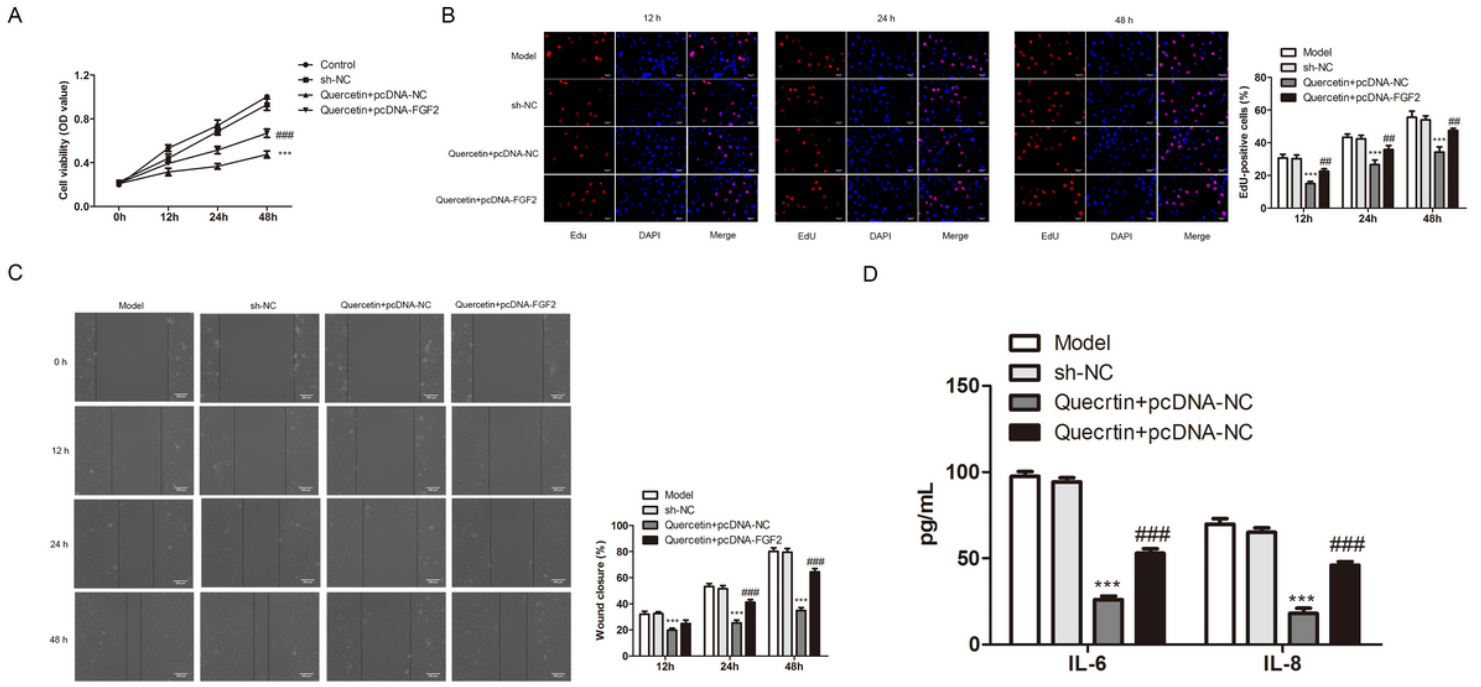 A
Cell viability (OD value)
1.2
0.8
0.4
0.0
0h
12h
24h
48h
Control
sh-NC
Quercetin+pcDNA-NC
Quercetin+pcDNA-FGF2
###
***
B
12 h
24 h
48 h
Model
sh-NC
Quercetin+pcDNA-NC
Quercetin+pcDNA-FGF2
Edu
DAPI
Merge
EdU
DAPI
Merge
EdU
DAPI
Merge
Model
sh-NC
Quercetin+pcDNA-NC
Quercetin+pcDNA-FGF2
EdU-positive cells (%)
80
60
40
20
0
***
##
***
##
***
##
12h
24h
48h
C
Model
sh-NC
Quercetin+pcDNA-NC
Quercetin+pcDNA-FGF2
0 h
12 h
24 h
48 h
Model
sh-NC
Quercetin+pcDNA-NC
Quercetin+pcDNA-FGF2
Wound closure (%)
100
80
60
40
20
0
***
***
###
***
###
12h
24h
48h
D
Model
sh-NC
Quecrtin+pcDNA-NC
Quecrtin+pcDNA-NC
pg/mL
150
100
50
0
***
###
***
###
IL-6
IL-8